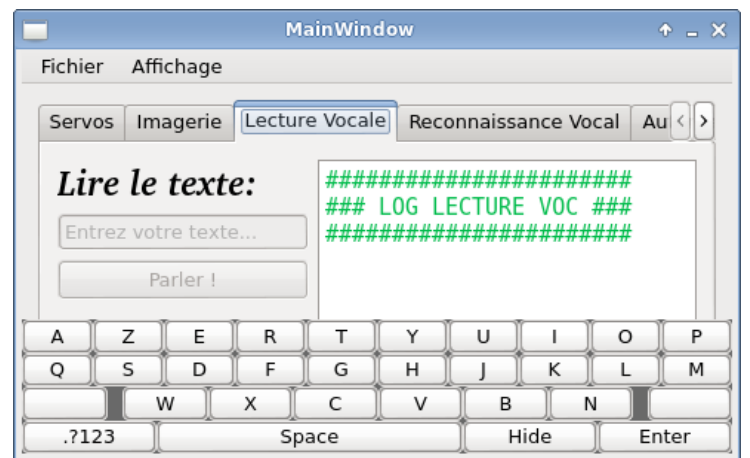 MainWindow
Fichier Affichage
Servos Imagerie Lecture Vocale Reconnaissance Vocal Au < >
Lire le texte:
Entrez votre texte...
Parler !
#######################
### LOG LECTURE VOC ###
#######################
A Z E R T Y U I O P
Q S D F G H J K L M
W X C V B N
.?123 Space Hide Enter